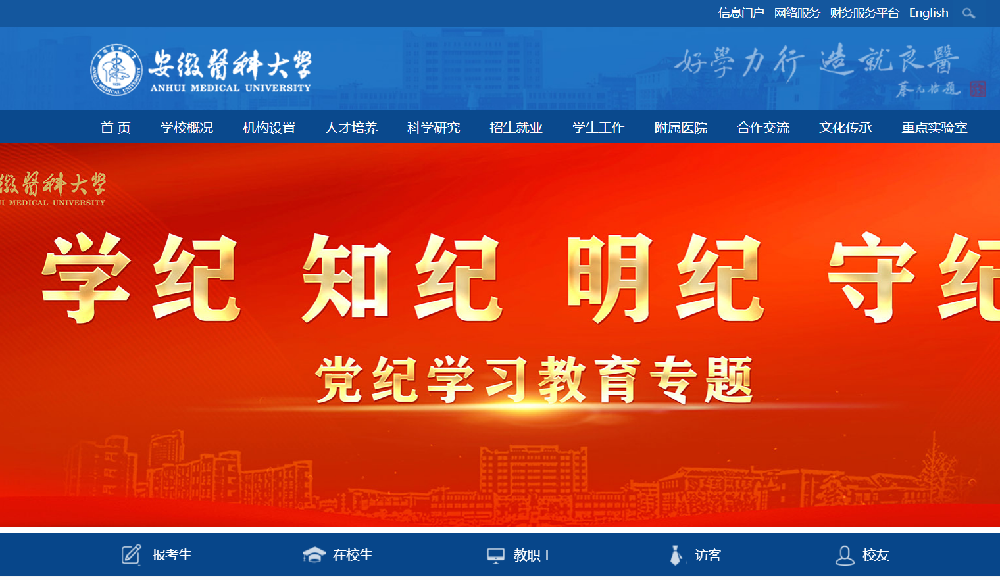 信息门户 网络服务 财务服务平台 English
安徽醫科大學
ANHUI MEDICAL UNIVERSITY
好學力行 造就良醫
蔡元培題
首 页 学校概况 机构设置 人才培养 科学研究 招生就业 学生工作 附属医院 合作交流 文化传承 重点实验室
徽醫科大學
MEDICAL UNIVERSITY
学纪 知纪 明纪 守纪
党纪学习教育专题
报考生 在校生 教职工 访客 校友